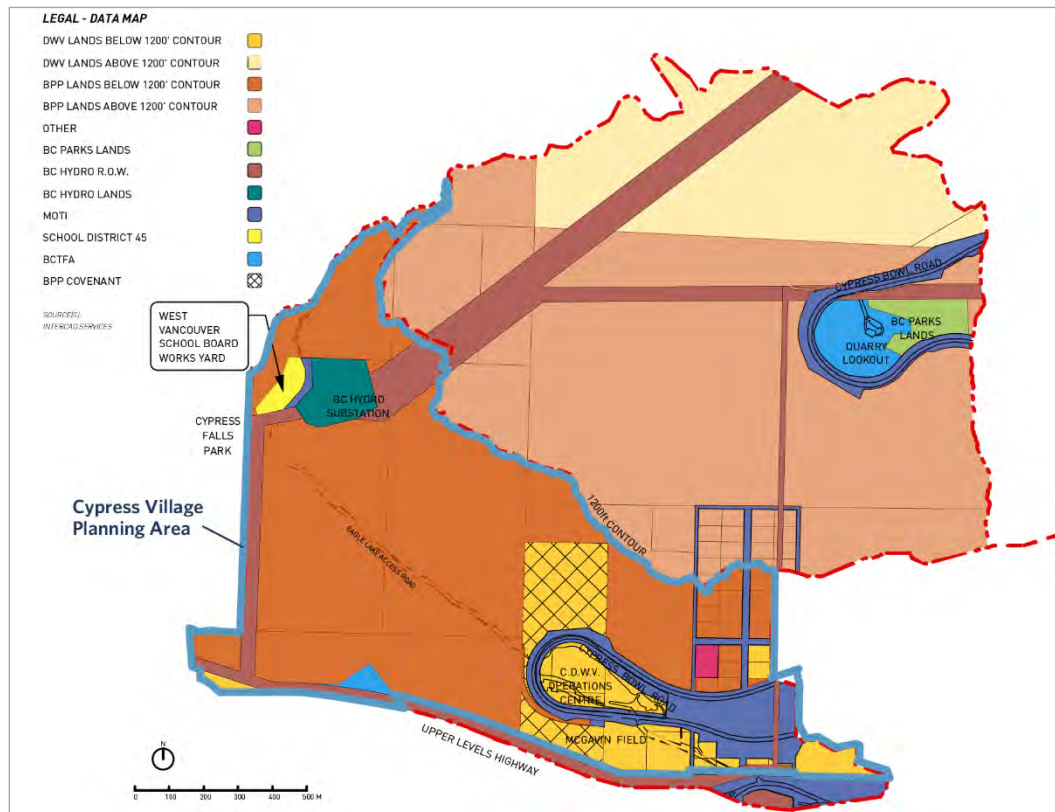 LEGAL - DATA MAP
DWV LANDS BELOW 1200' CONTOUR
DWV LANDS ABOVE 1200' CONTOUR
BPP LANDS BELOW 1200' CONTOUR
BPP LANDS ABOVE 1200' CONTOUR
OTHER
BC PARKS LANDS
BC HYDRO R.O.W.
BC HYDRO LANDS
MOTI
SCHOOL DISTRICT 45
BCTFA
BPP COVENANT
SOURCE(S):
INTERCAD SERVICES
WEST
VANCOUVER
SCHOOL BOARD
WORKS YARD
CYPRESS BOWL ROAD
BC PARKS
LANDS
QUARRY
LOOKOUT
BC HYDRO
SUBSTATION
CYPRESS
FALLS
PARK
Cypress Village
Planning Area
1200ft CONTOUR
EAGLE LAKE ACCESS ROAD
CYPRESS BOWL ROAD
C.D.W.V.
OPERATIONS
CENTRE
MCGAVIN FIELD
UPPER LEVELS HIGHWAY
N
0 100 200 300 400 500 M